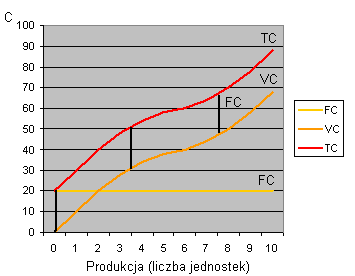 C
100
90
80
70
60
50
40
30
20
10
0
TC
VC
FC
FC
0 1 2 3 4 5 6 7 8 9 10
Produkcja (liczba jednostek)
FC
VC
TC